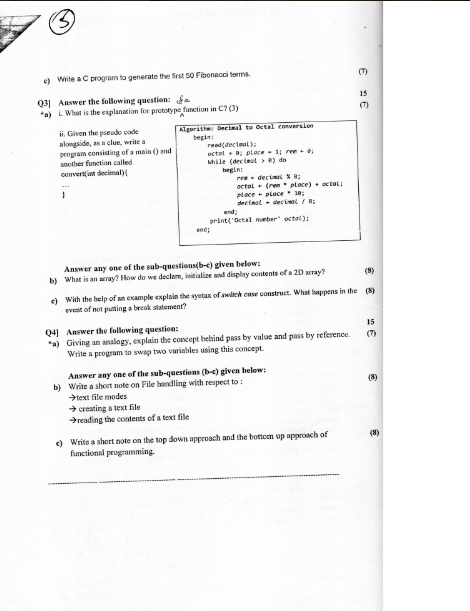 3
c) Write a C program to generate the first 50 Fibonacci terms. (7)
15
Q3] Answer the following question:
*a) i. What is the explanation for prototype function in C? (3) (7)
ii. Given the pseudo code
alongside, as a clue, write a
program consisting of a main () and
another function called
convert(int decimal){
...
}
Algorithm: Decimal to Octal conversion
begin:
read(decimal);
octal = 0; place = 1; rem = 0;
While (decimal > 0) do
begin:
rem = decimal % 8;
octal = (rem * place) + octal;
place = place * 10;
decimal = decimal / 8;
end;
print('Octal number' octal);
end;
Answer any one of the sub-questions(b-c) given below:
b) What is an array? How do we declare, initialize and display contents of a 2D array? (8)
c) With the help of an example explain the syntax of switch case construct. What happens in the (8)
event of not putting a break statement?
15
Q4] Answer the following question:
*a) Giving an analogy, explain the concept behind pass by value and pass by reference. (7)
Write a program to swap two variables using this concept.
Answer any one of the sub-questions (b-c) given below:
b) Write a short note on File handling with respect to : (8)
→text file modes
→ creating a text file
→reading the contents of a text file
c) Write a short note on the top down approach and the bottom up approach of (8)
functional programming.